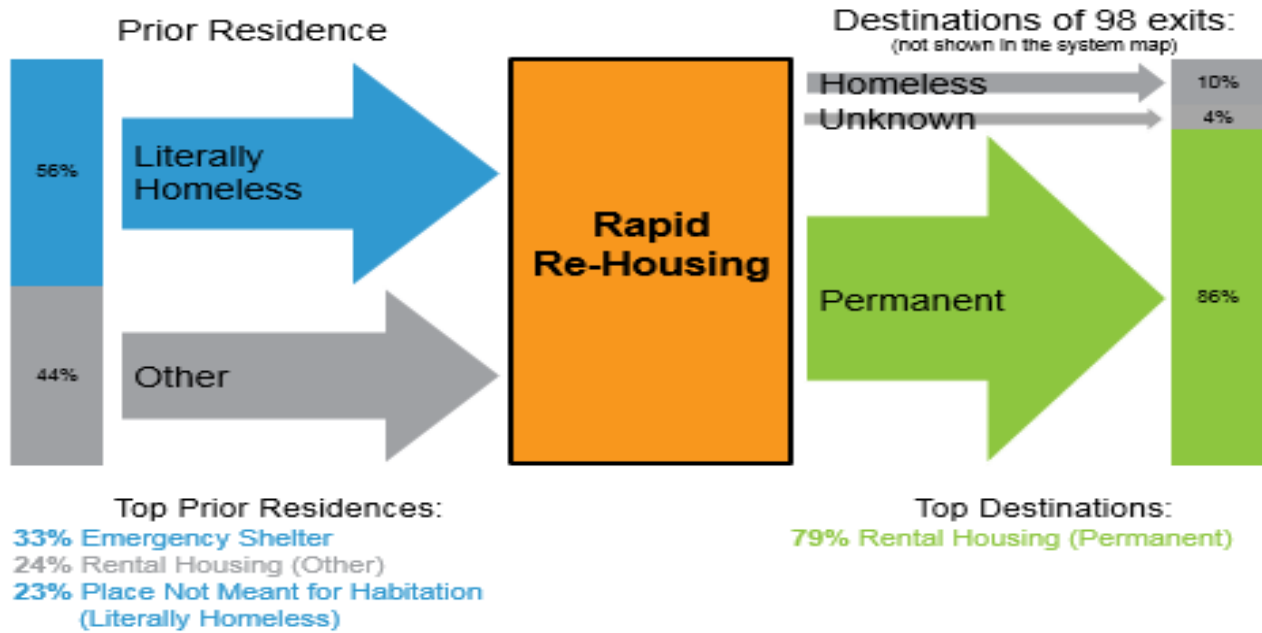 Prior Residence
Destinations of 98 exits:
(not shown in the system map)
56%
44%
Literally
Homeless
Other
Rapid
Re-Housing
Homeless
Unknown
Permanent
10%
4%
86%
Top Prior Residences:
33% Emergency Shelter
24% Rental Housing (Other)
23% Place Not Meant for Habitation
(Literally Homeless)
Top Destinations:
79% Rental Housing (Permanent)